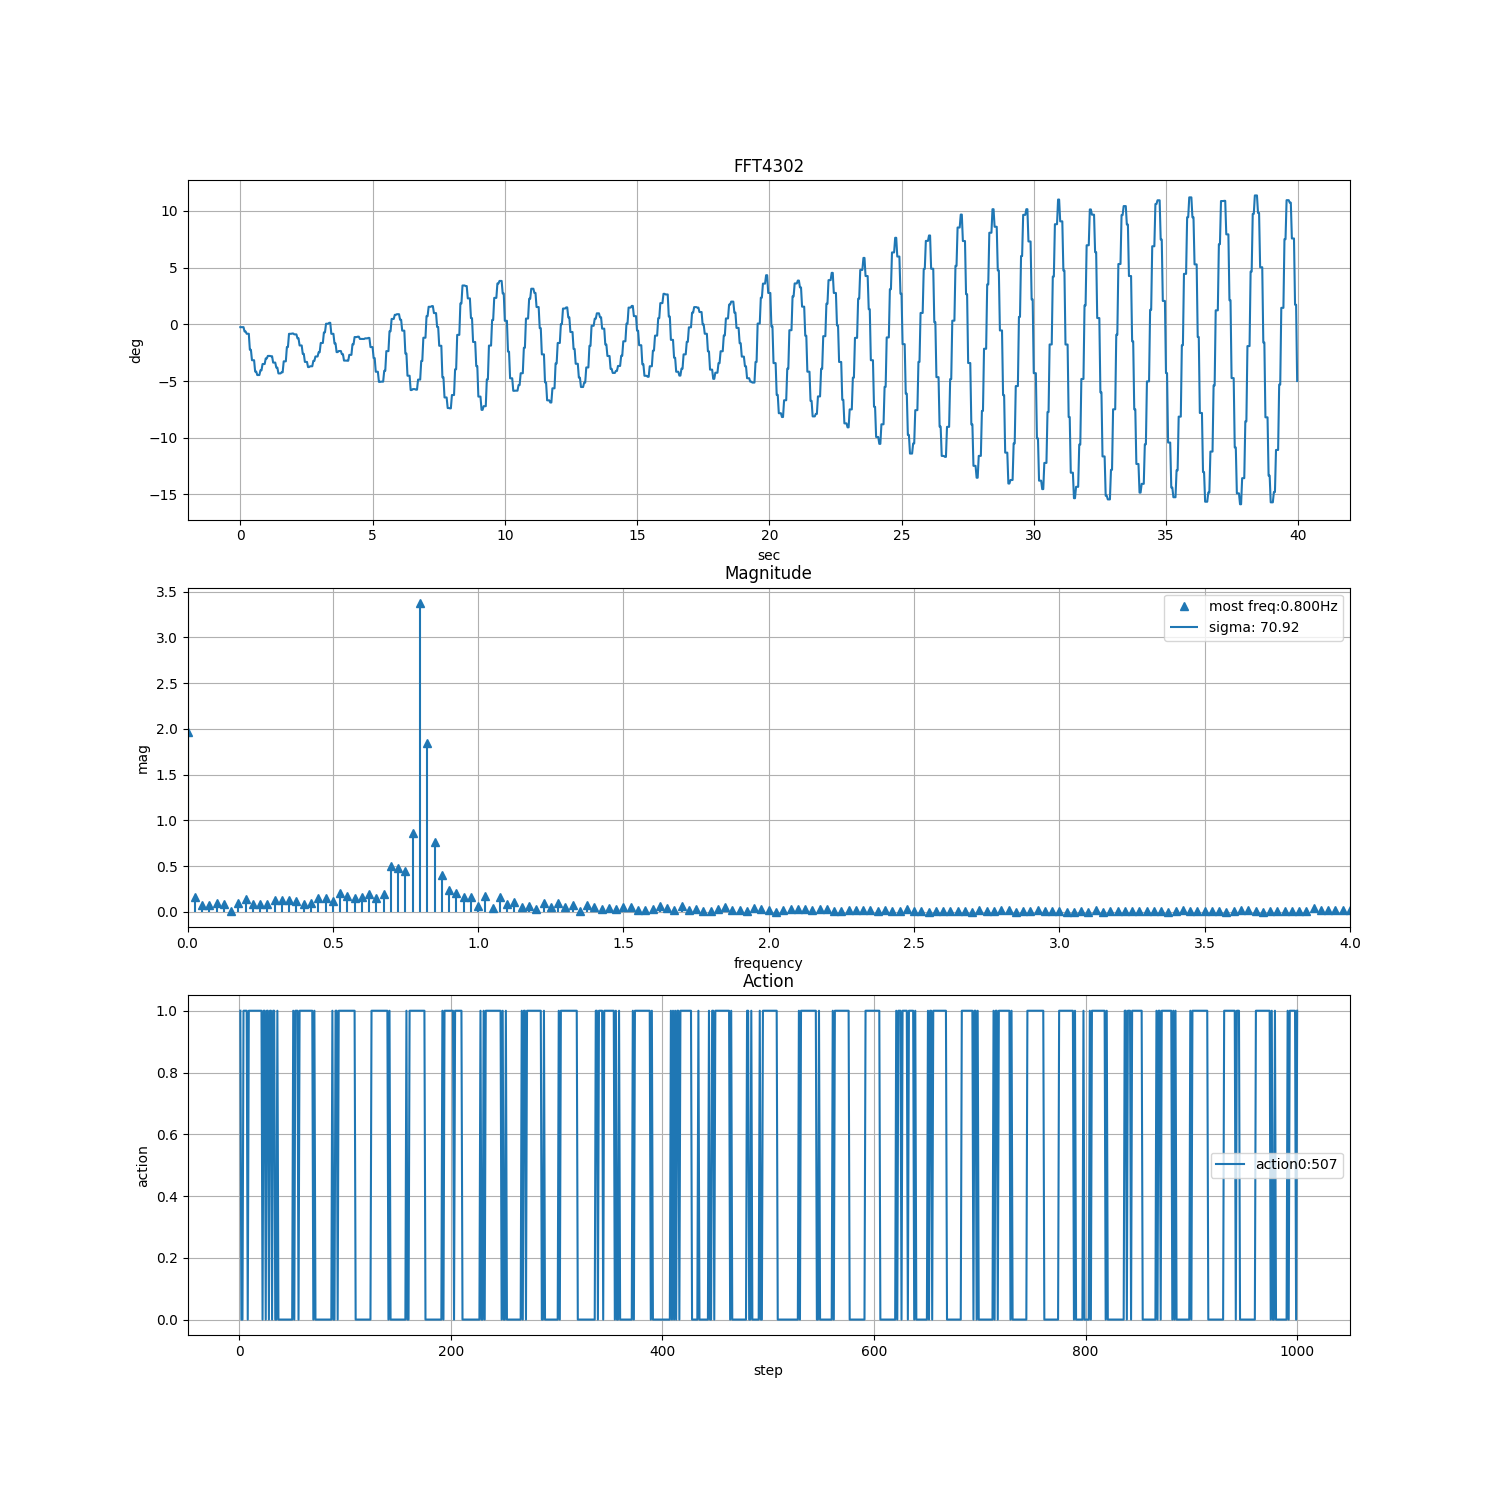 FFT4302
10
5
0
−5
−10
−15
deg
0 5 10 15 20 25 30 35 40
sec
Magnitude
3.5
3.0
2.5
2.0
1.5
1.0
0.5
0.0
mag
most freq:0.800Hz
sigma: 70.92
0.0 0.5 1.0 1.5 2.0 2.5 3.0 3.5 4.0
frequency
Action
1.0
0.8
0.6
0.4
0.2
0.0
action
action0:507
0 200 400 600 800 1000
step